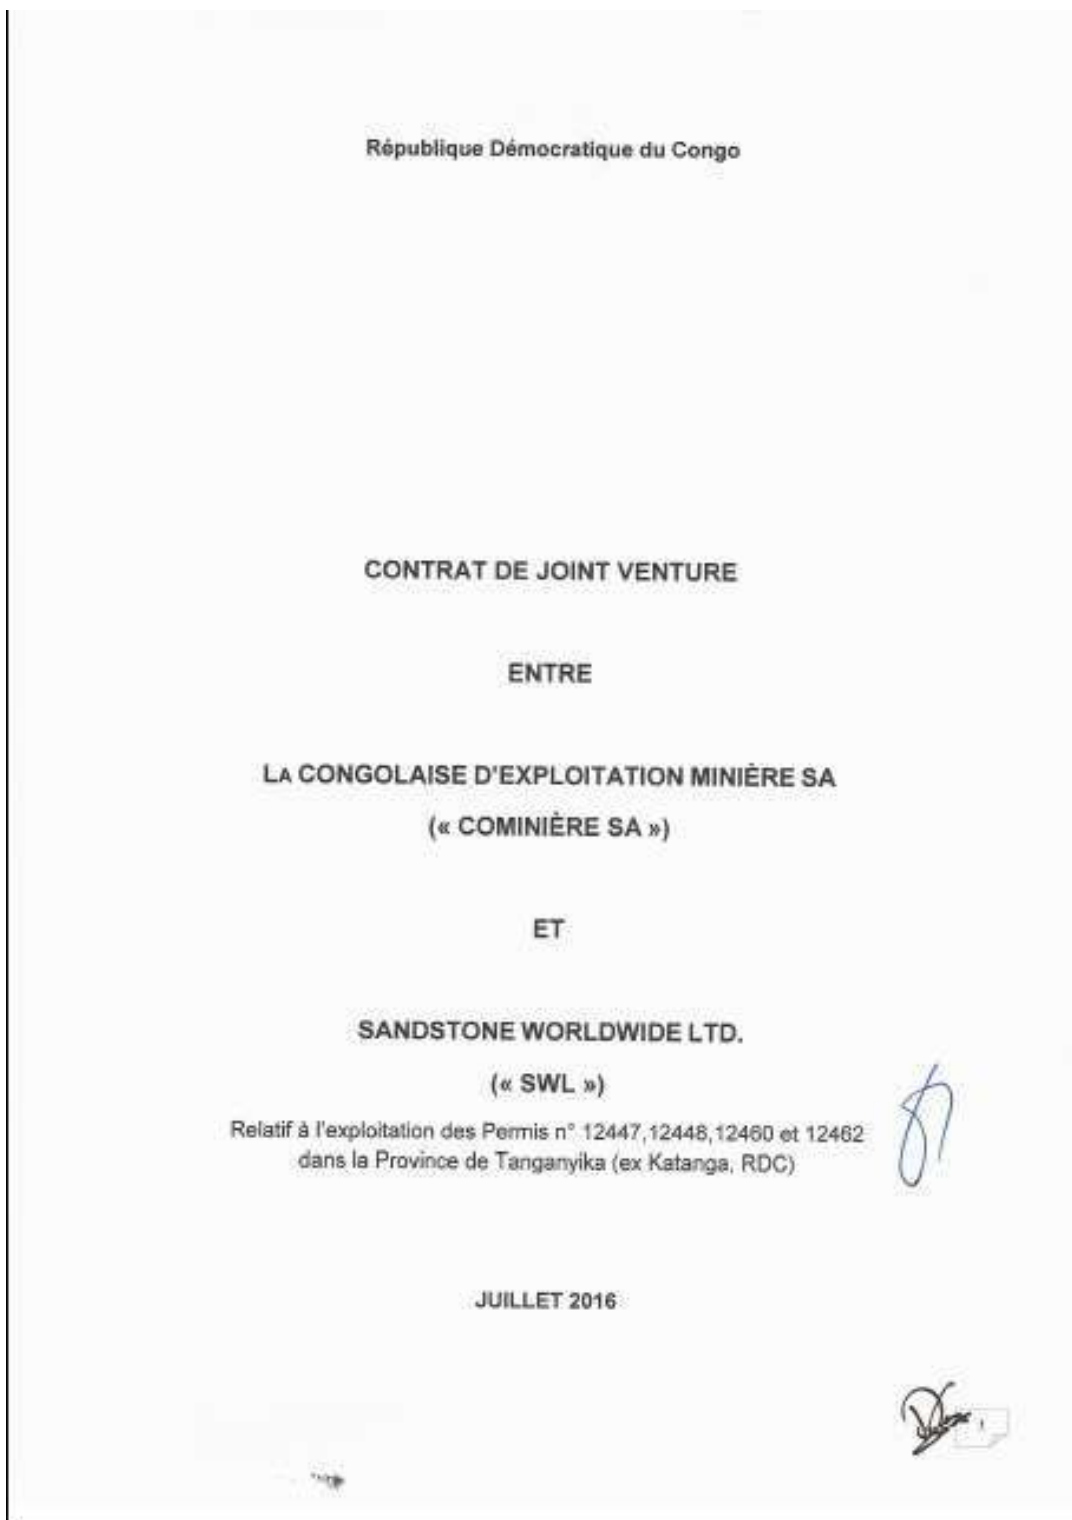 République Démocratique du Congo
CONTRAT DE JOINT VENTURE
ENTRE
LA CONGOLAISE D'EXPLOITATION MINIÈRE SA
(« COMINIÈRE SA »)
ET
SANDSTONE WORLDWIDE LTD.
(« SWL »)
Relatif à l'exploitation des Permis n° 12447,12448,12460 et 12462
dans la Province de Tanganyika (ex Katanga, RDC)
JUILLET 2016
1